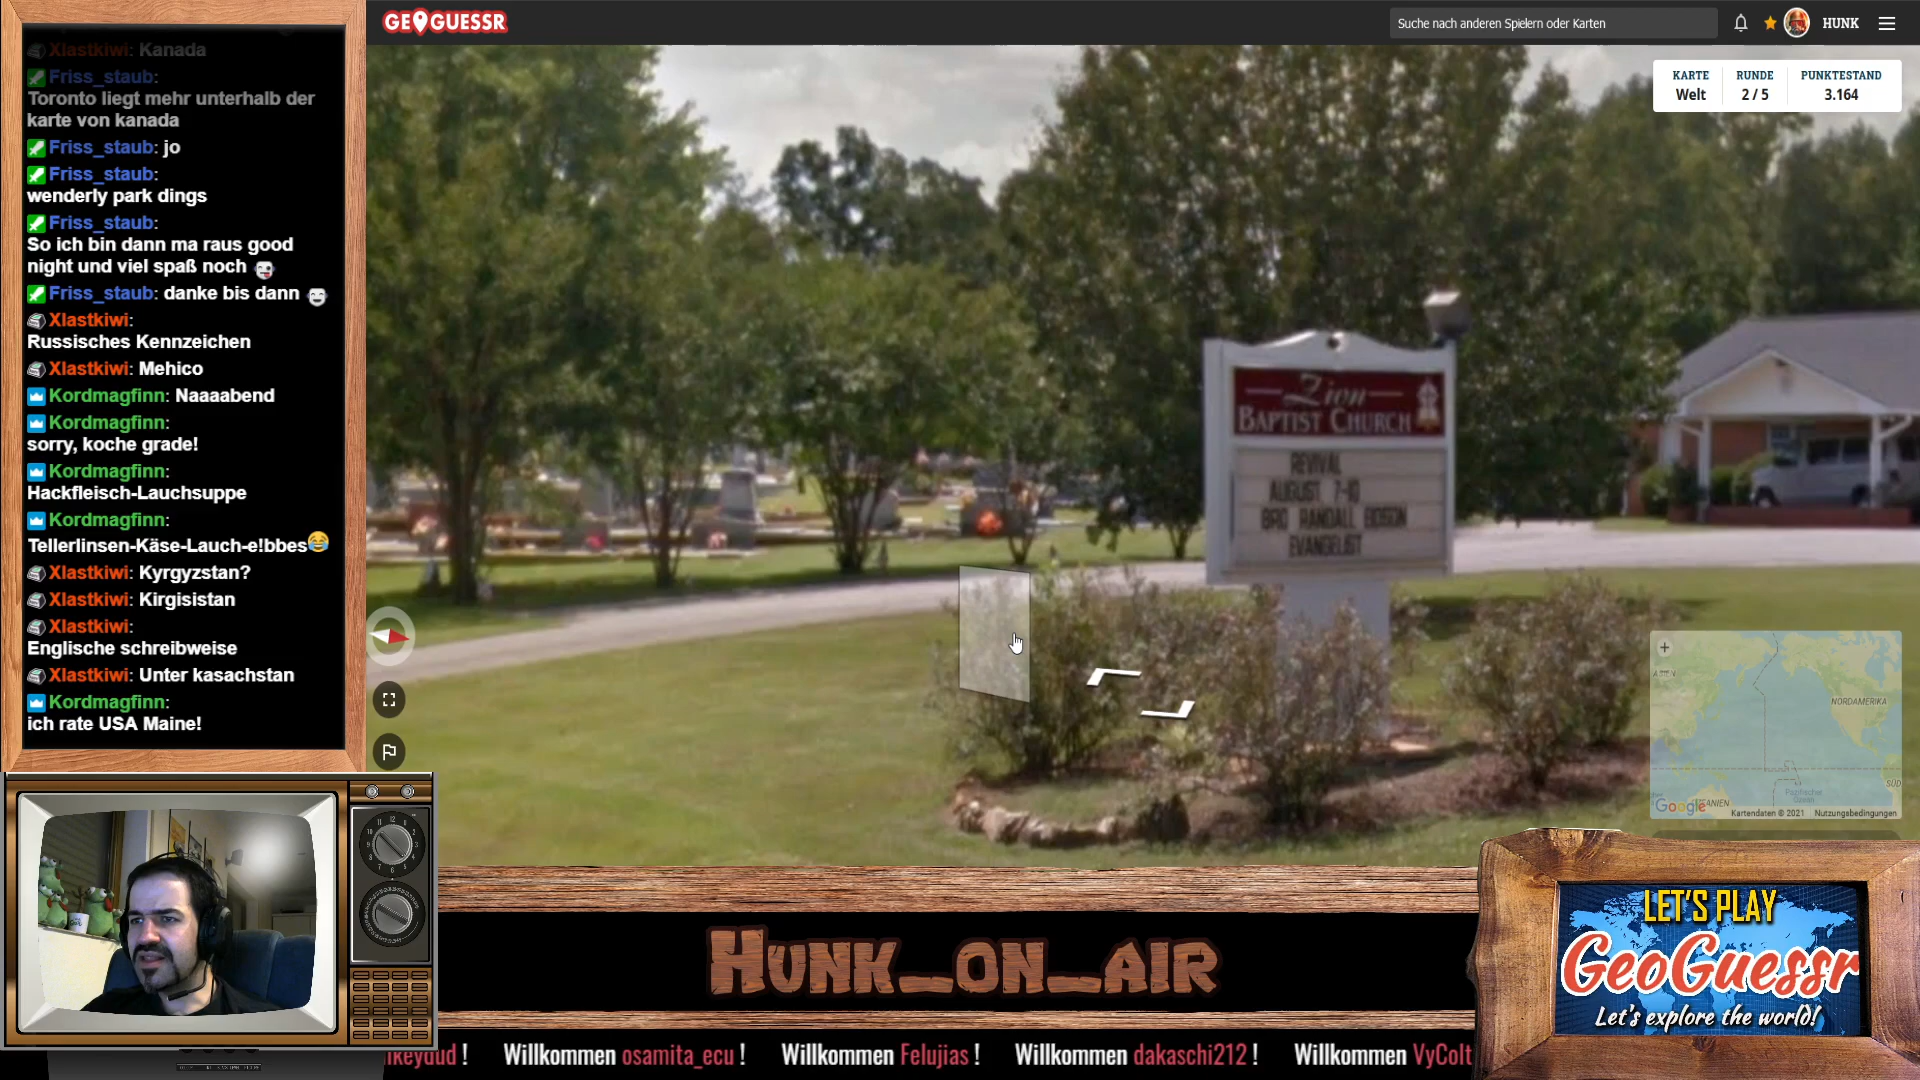 Xlastkiwi: Kanada
Friss_staub:
Toronto liegt mehr unterhalb der
karte von kanada
Friss_staub: jo
Friss_staub:
wenderly park dings
Friss_staub:
So ich bin dann ma raus good
night und viel spaß noch
Friss_staub: danke bis dann
Xlastkiwi:
Russisches Kennzeichen
Xlastkiwi: Mehico
Kordmagfinn: Naaaabend
Kordmagfinn:
sorry, koche grade!
Kordmagfinn:
Hackfleisch-Lauchsuppe
Kordmagfinn:
Tellerlinsen-Käse-Lauch-e!bbes
Xlastkiwi: Kyrgyzstan?
Xlastkiwi: Kirgisistan
Xlastkiwi:
Englische schreibweise
Xlastkiwi: Unter kasachstan
Kordmagfinn:
ich rate USA Maine!
GEOGUESSR
Suche nach anderen Spielern oder Karten
HUNK
KARTE RUNDE PUNKTESTAND
Welt 2 / 5 3.164
Zion
BAPTIST CHURCH
REVIVAL
AUGUST 7-10
BRO RANDALL
EVANGELIST
NORDAMERIKA
Pazifischer
Ozean
SÜD
Google
Kartendaten © 2021 Nutzungsbedingungen
HUNK_ON_AIR
LET'S PLAY
GeoGuessr
Let's explore the world!
ikeydud ! Willkommen osamita_ecu ! Willkommen Felujias ! Willkommen dakaschi212 ! Willkommen VyColt